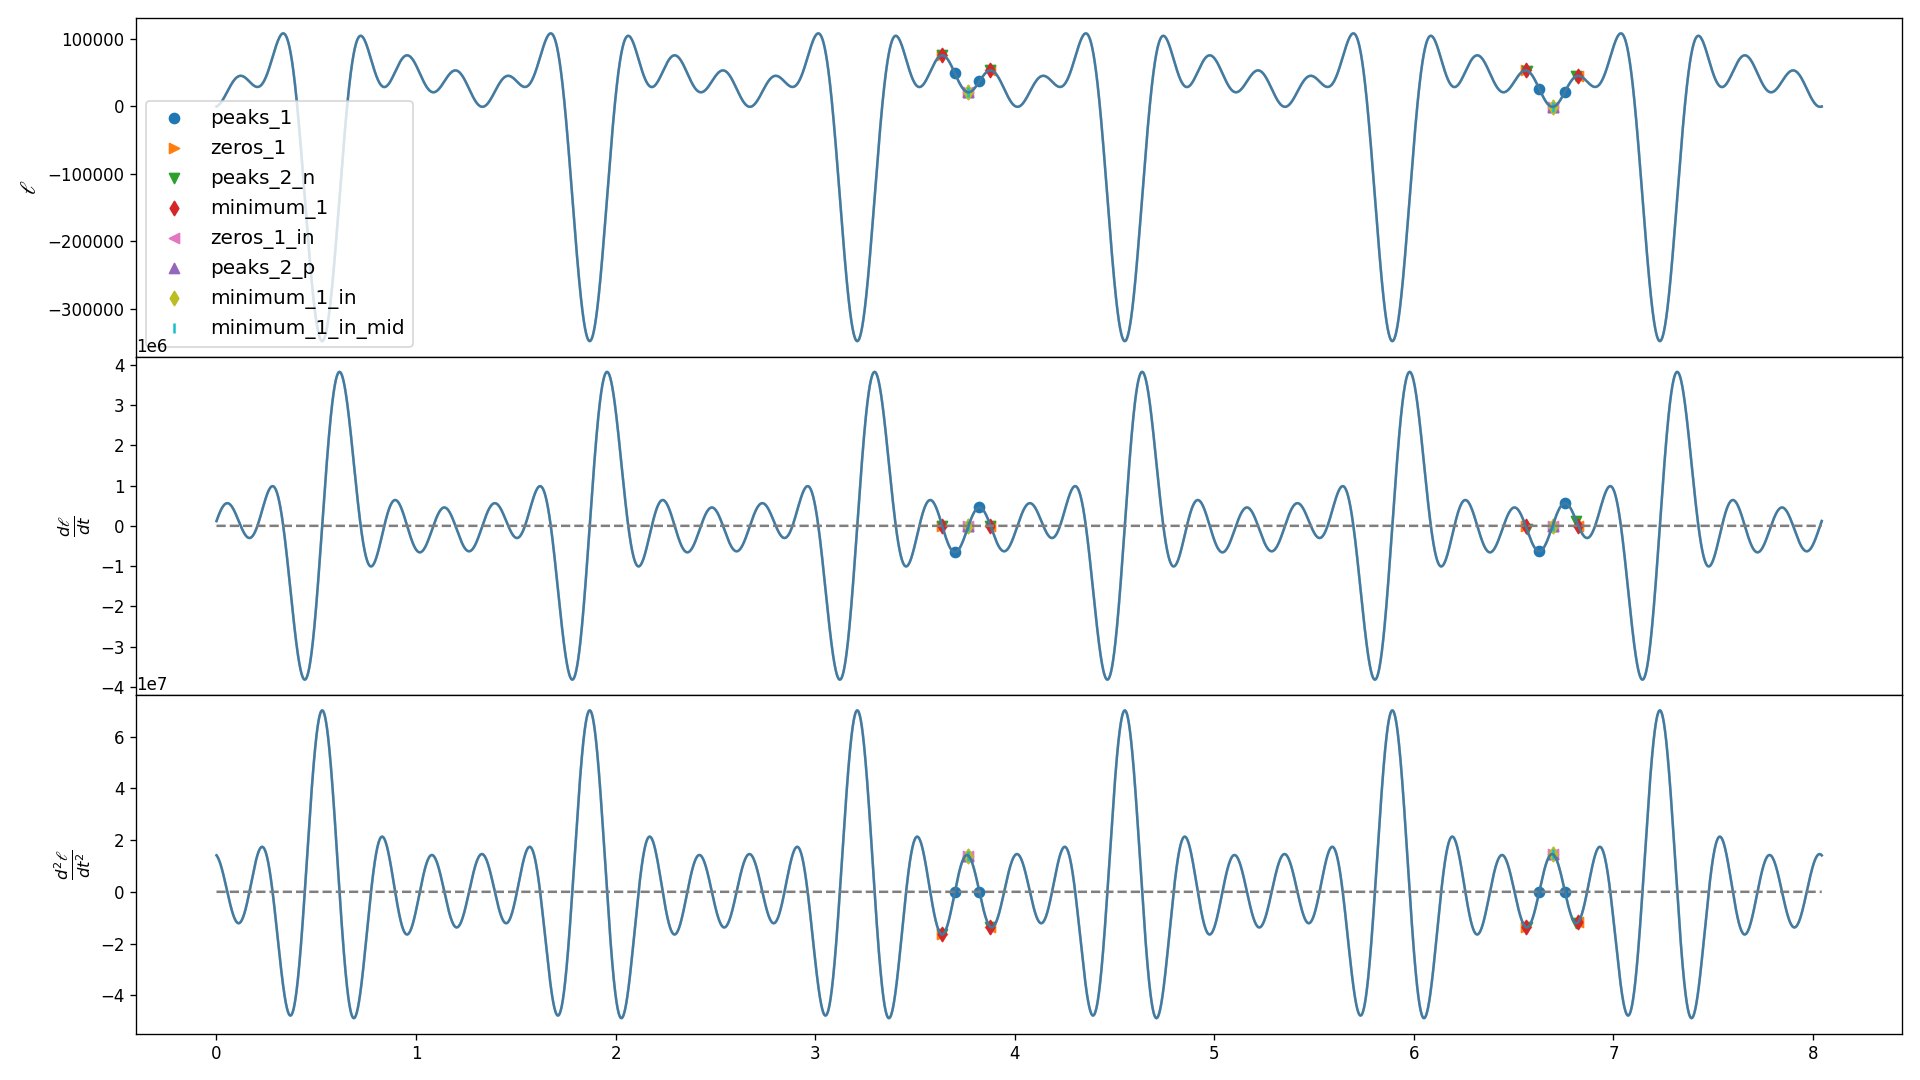 100000
0
−100000
−200000
−300000
ℓ
peaks_1
zeros_1
peaks_2_n
minimum_1
zeros_1_in
peaks_2_p
minimum_1_in
minimum_1_in_mid
1e6
4
3
2
1
0
−1
−2
−3
−4
dℓ
dt
1e7
6
4
2
0
−2
−4
d²ℓ
dt²
0 1 2 3 4 5 6 7 8